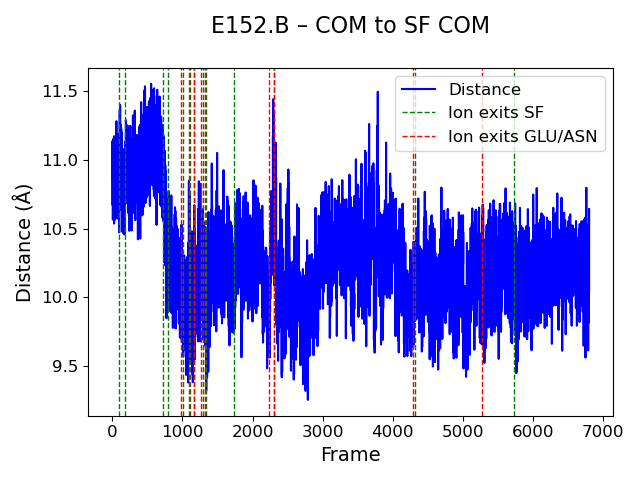 E152.B – COM to SF COM
Distance
Ion exits SF
Ion exits GLU/ASN
Distance (Å)
11.5
11.0
10.5
10.0
9.5
0 1000 2000 3000 4000 5000 6000 7000
Frame